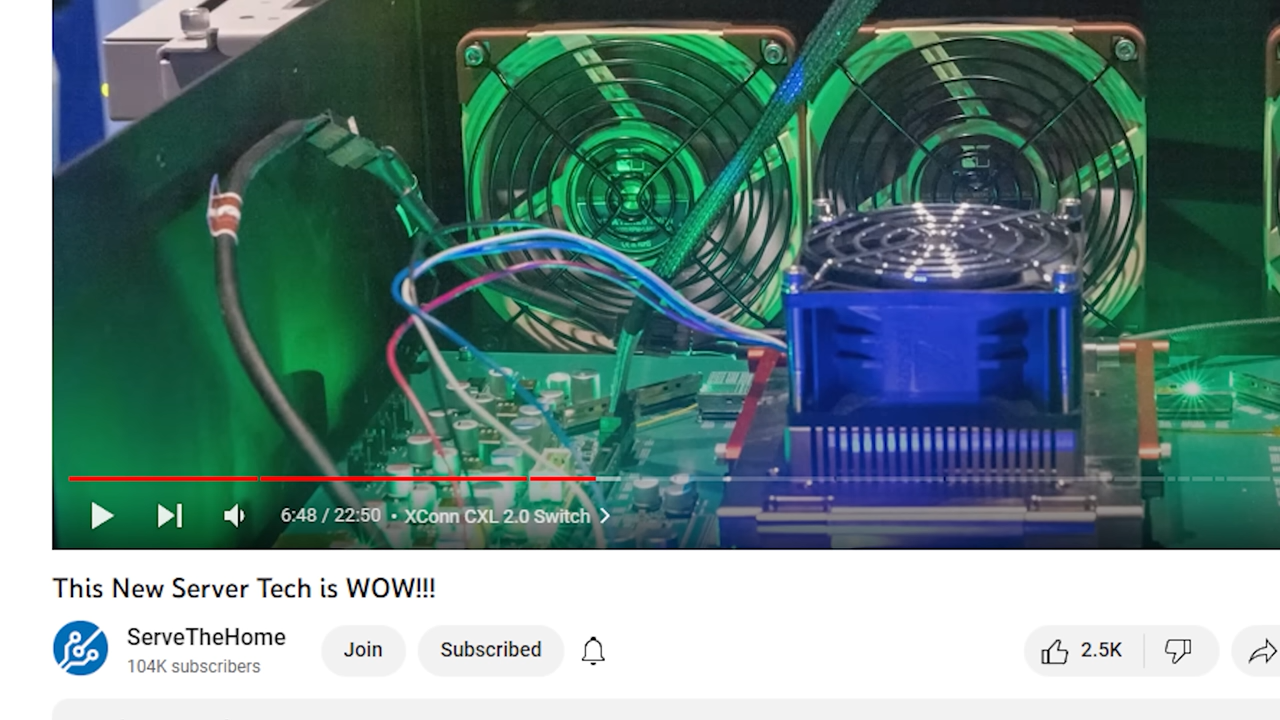 6:48 / 22:50 • XConn CXL 2.0 Switch >
This New Server Tech is WOW!!!
ServeTheHome
104K subscribers
Join
Subscribed
2.5K